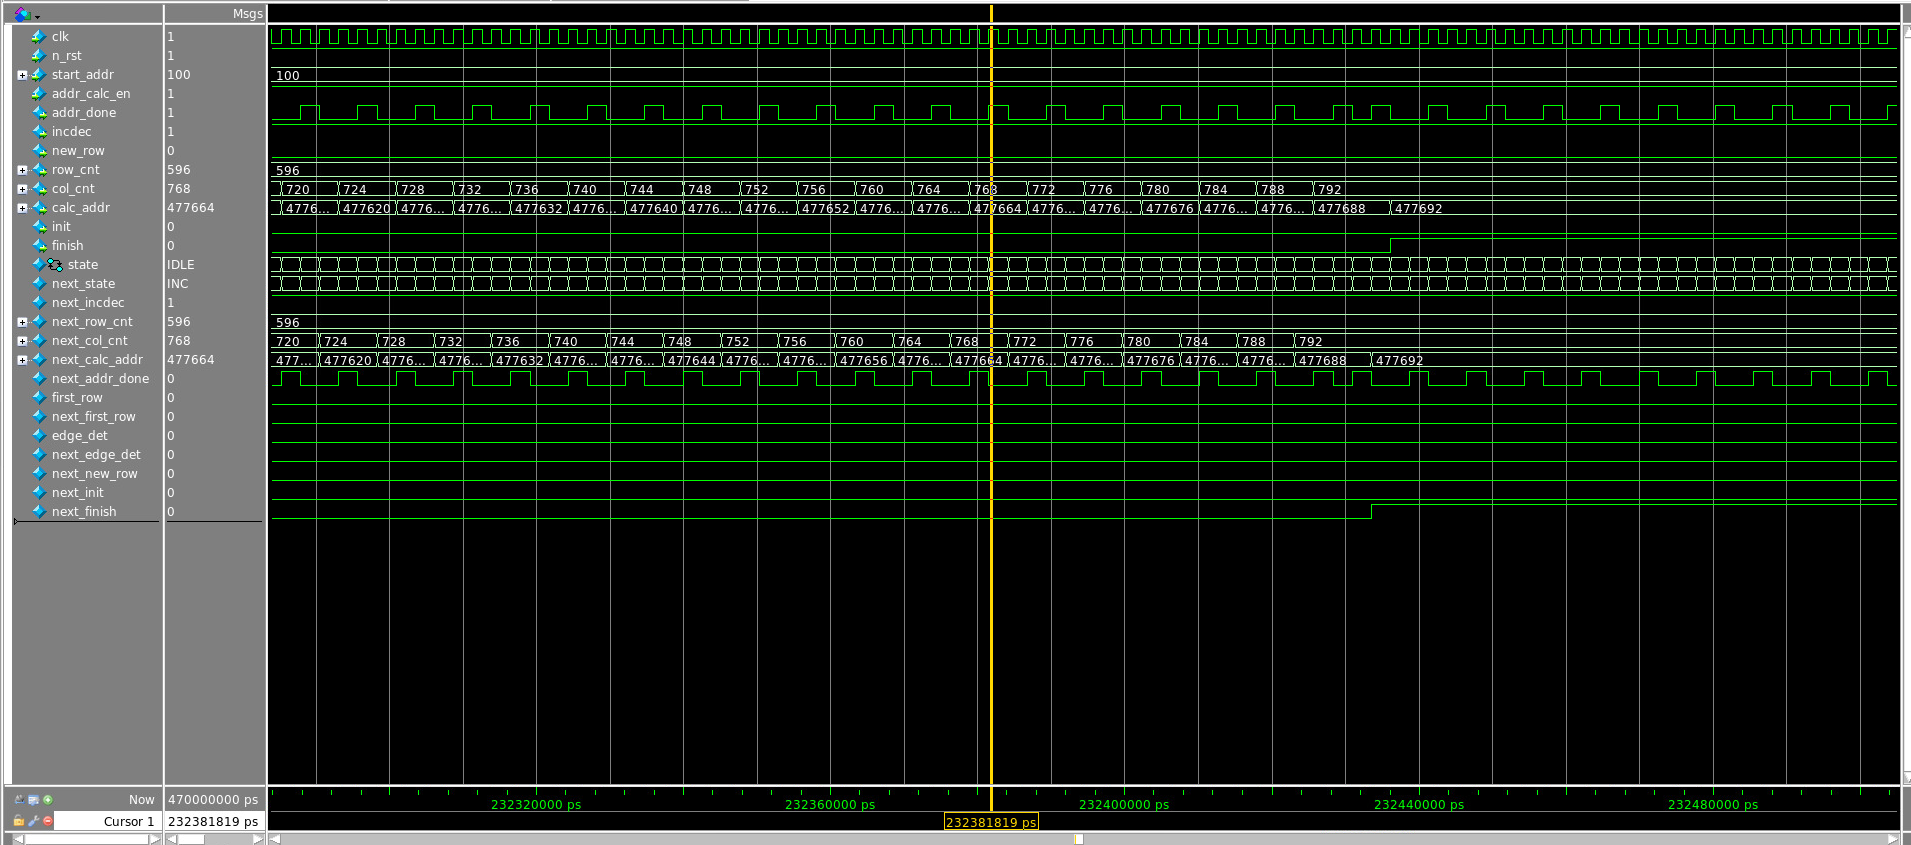 Msgs
clk 1
n_rst 1
start_addr 100 100
addr_calc_en 1
addr_done 1
incdec 1
new_row 0
row_cnt 596 596
col_cnt 768 720 724 728 732 736 740 744 748 752 756 760 764 768 772 776 780 784 788 792
calc_addr 477664 4776... 477620 4776... 4776... 477632 4776... 477640 4776... 4776... 477652 4776... 4776... 477664 4776... 4776... 477676 4776... 4776... 477688 477692
init 0
finish 0
state IDLE
next_state INC
next_incdec 1
next_row_cnt 596 596
next_col_cnt 768 720 724 728 732 736 740 744 748 752 756 760 764 768 772 776 780 784 788 792
next_calc_addr 477664 477... 477620 4776... 4776... 477632 4776... 4776... 477644 4776... 4776... 477656 4776... 477664 4776... 4776... 477676 4776... 4776... 477688 477692
next_addr_done 0
first_row 0
next_first_row 0
edge_det 0
next_edge_det 0
next_new_row 0
next_init 0
next_finish 0
Now 470000000 ps 232320000 ps 232360000 ps 232400000 ps 232440000 ps 232480000 ps
Cursor 1 232381819 ps 232381819 ps